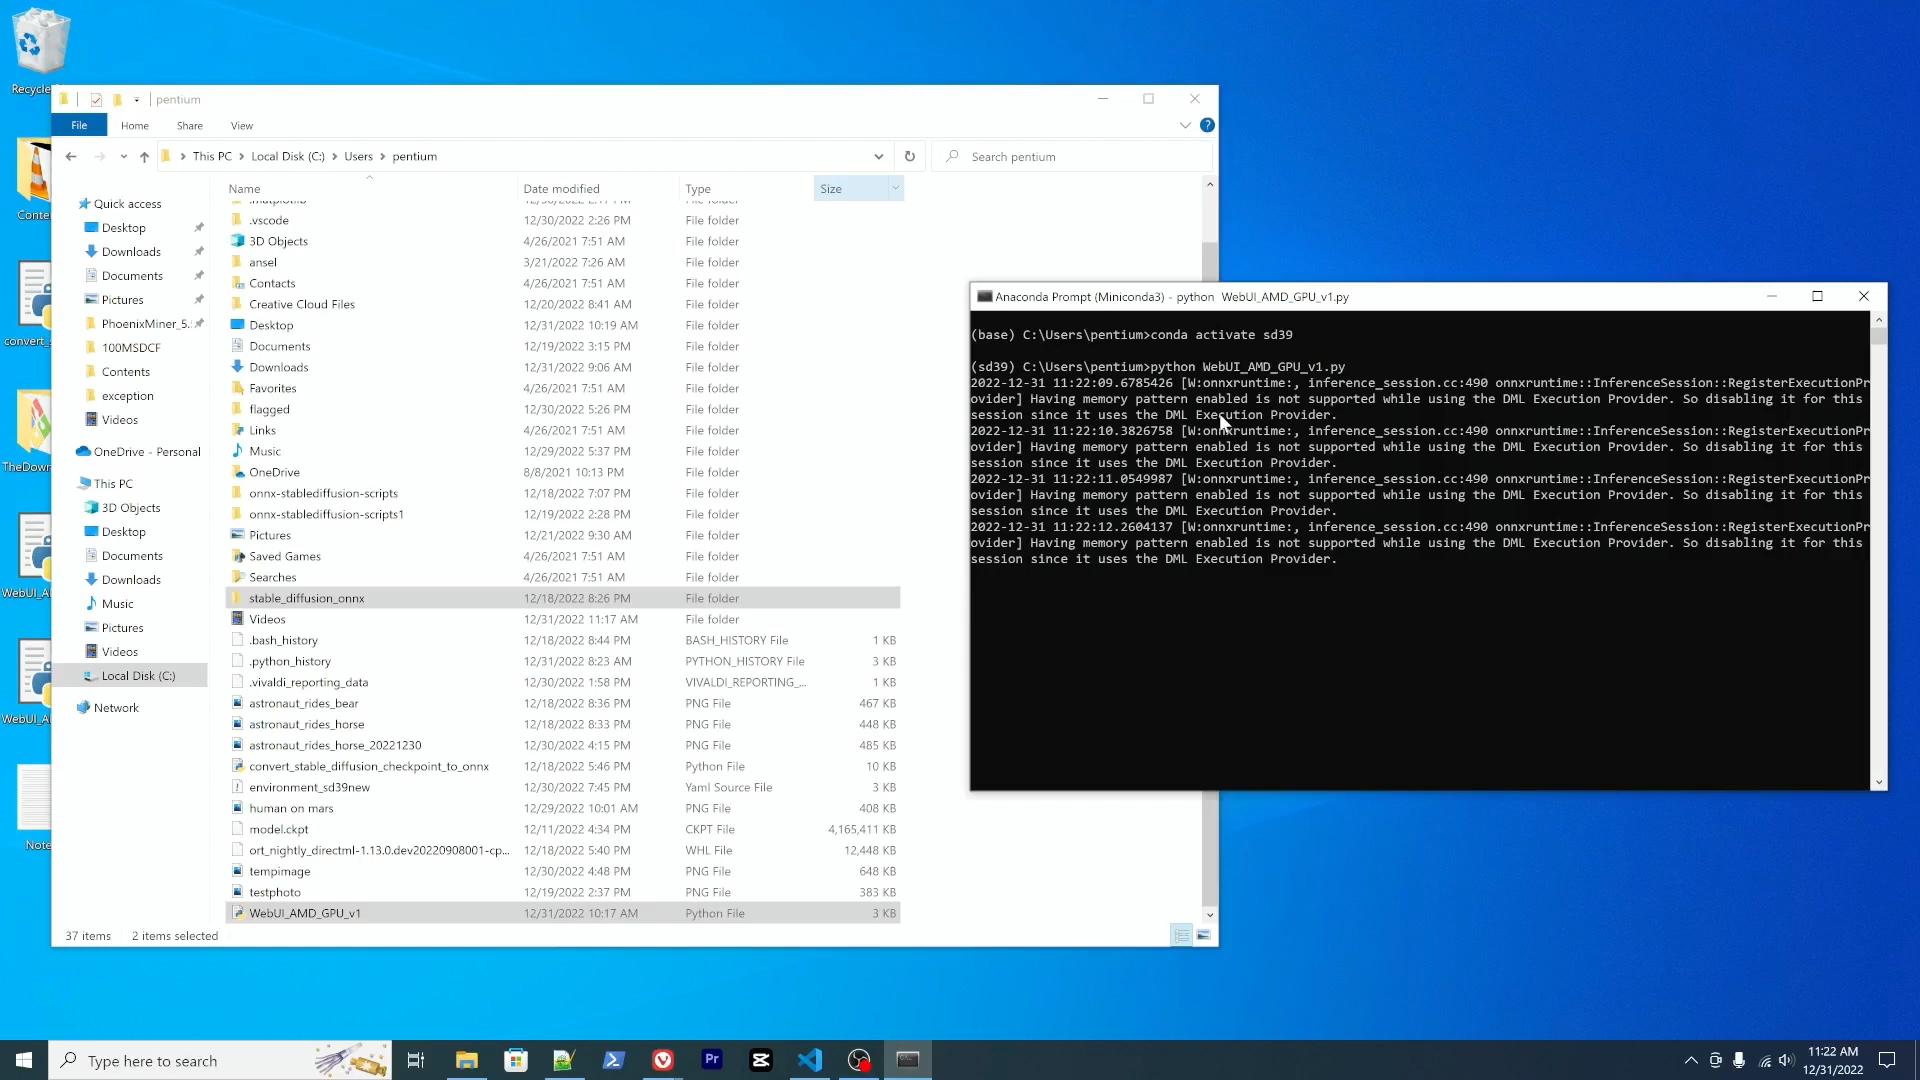 Recycle
pentium
File
Home
Share
View
This PC
Local Disk (C:)
Users
pentium
Search pentium
Name
Date modified
Type
Size
Quick access
Desktop
Downloads
Documents
Pictures
PhoenixMiner_5.
100MSDCF
Contents
exception
Videos
OneDrive - Personal
This PC
3D Objects
Desktop
Documents
Downloads
Music
Pictures
Videos
Local Disk (C:)
Network
.vscode 12/30/2022 2:26 PM File folder
3D Objects 4/26/2021 7:51 AM File folder
ansel 3/21/2022 7:26 AM File folder
Contacts 4/26/2021 7:51 AM File folder
Creative Cloud Files 12/20/2022 8:41 AM File folder
Desktop 12/31/2022 10:19 AM File folder
Documents 12/19/2022 3:15 PM File folder
Downloads 12/31/2022 9:06 AM File folder
Favorites 4/26/2021 7:51 AM File folder
flagged 12/30/2022 5:26 PM File folder
Links 4/26/2021 7:51 AM File folder
Music 12/29/2022 5:37 PM File folder
OneDrive 8/8/2021 10:13 PM File folder
onnx-stablediffusion-scripts 12/18/2022 7:07 PM File folder
onnx-stablediffusion-scripts1 12/19/2022 2:28 PM File folder
Pictures 12/21/2022 9:30 AM File folder
Saved Games 4/26/2021 7:51 AM File folder
Searches 4/26/2021 7:51 AM File folder
stable_diffusion_onnx 12/18/2022 8:26 PM File folder
Videos 12/31/2022 11:17 AM File folder
.bash_history 12/18/2022 8:44 PM BASH_HISTORY File 1 KB
.python_history 12/31/2022 8:23 AM PYTHON_HISTORY File 3 KB
.vivaldi_reporting_data 12/30/2022 1:58 PM VIVALDI_REPORTING_... 1 KB
astronaut_rides_bear 12/18/2022 8:36 PM PNG File 467 KB
astronaut_rides_horse 12/18/2022 8:33 PM PNG File 448 KB
astronaut_rides_horse_20221230 12/30/2022 4:15 PM PNG File 485 KB
convert_stable_diffusion_checkpoint_to_onnx 12/18/2022 5:46 PM Python File 10 KB
environment_sd39new 12/30/2022 7:45 PM Yaml Source File 3 KB
human on mars 12/29/2022 10:01 AM PNG File 408 KB
model.ckpt 12/11/2022 4:34 PM CKPT File 4,165,411 KB
ort_nightly_directml-1.13.0.dev20220908001-cp... 12/18/2022 5:40 PM WHL File 12,448 KB
tempimage 12/30/2022 4:48 PM PNG File 648 KB
testphoto 12/19/2022 2:37 PM PNG File 383 KB
WebUI_AMD_GPU_v1 12/31/2022 10:17 AM Python File 3 KB
37 items
2 items selected
Conte
convert_
TheDown
WebUI_A
WebUI_A
Note
Anaconda Prompt (Miniconda3) - python WebUI_AMD_GPU_v1.py
(base) C:\Users\pentium>conda activate sd39
(sd39) C:\Users\pentium>python WebUI_AMD_GPU_v1.py
2022-12-31 11:22:09.6785426 [W:onnxruntime:, inference_session.cc:490 onnxruntime::InferenceSession::RegisterExecutionPr
ovider] Having memory pattern enabled is not supported while using the DML Execution Provider. So disabling it for this
session since it uses the DML Execution Provider.
2022-12-31 11:22:10.3826758 [W:onnxruntime:, inference_session.cc:490 onnxruntime::InferenceSession::RegisterExecutionPr
ovider] Having memory pattern enabled is not supported while using the DML Execution Provider. So disabling it for this
session since it uses the DML Execution Provider.
2022-12-31 11:22:11.0549987 [W:onnxruntime:, inference_session.cc:490 onnxruntime::InferenceSession::RegisterExecutionPr
ovider] Having memory pattern enabled is not supported while using the DML Execution Provider. So disabling it for this
session since it uses the DML Execution Provider.
2022-12-31 11:22:12.2604137 [W:onnxruntime:, inference_session.cc:490 onnxruntime::InferenceSession::RegisterExecutionPr
ovider] Having memory pattern enabled is not supported while using the DML Execution Provider. So disabling it for this
session since it uses the DML Execution Provider.
Type here to search
Pr
11:22 AM
12/31/2022